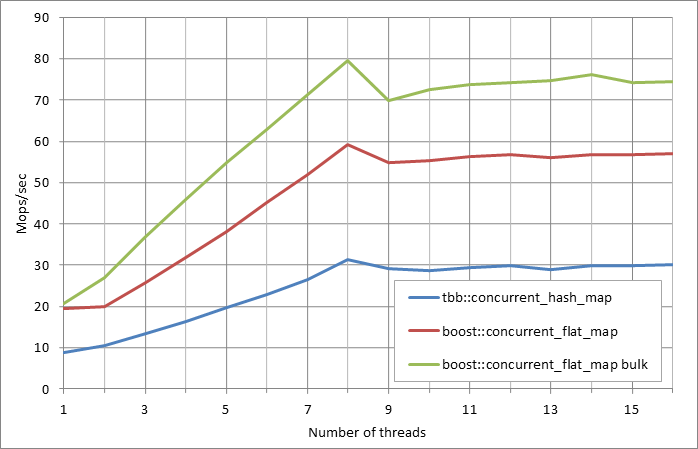 90
80
70
60
50
40
30
20
10
0
Mops/sec
tbb::concurrent_hash_map
boost::concurrent_flat_map
boost::concurrent_flat_map bulk
1 3 5 7 9 11 13 15
Number of threads